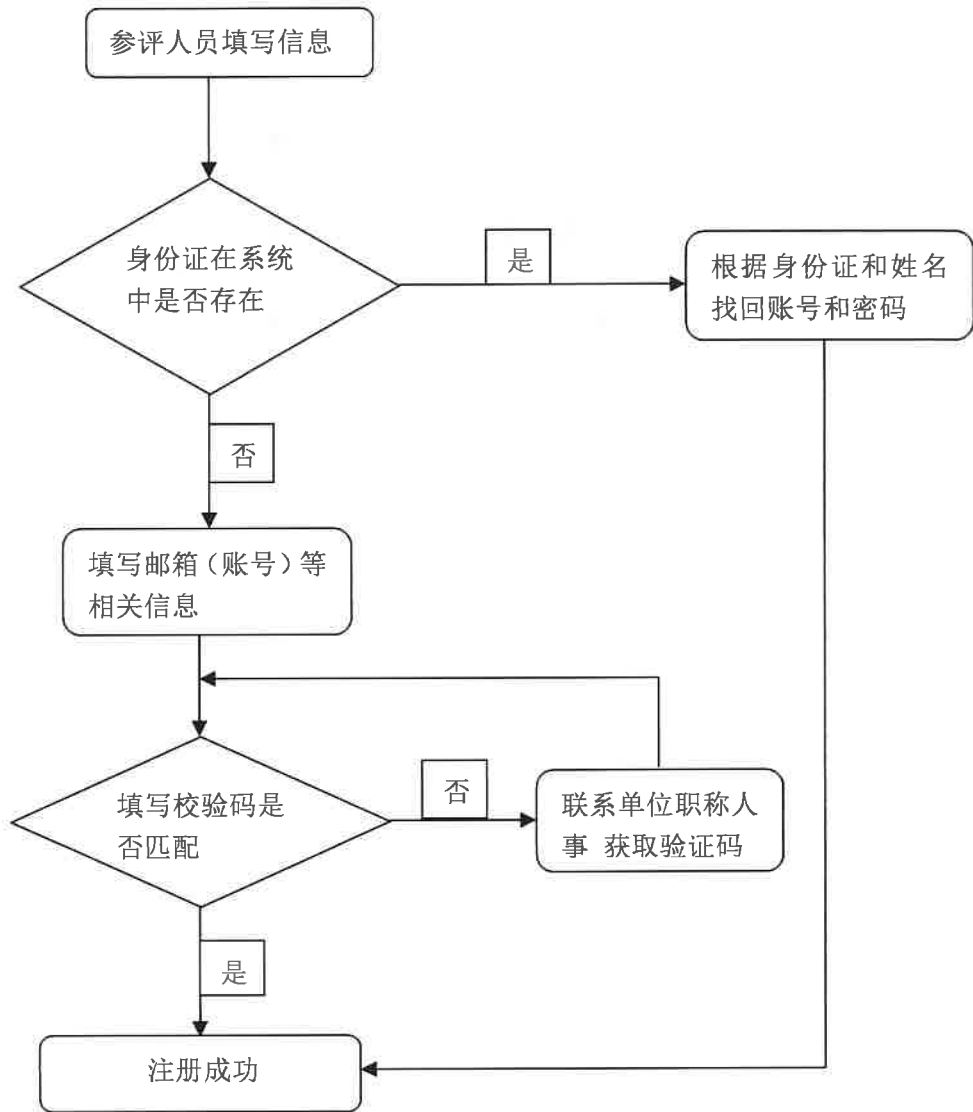 参评人员填写信息
身份证在系统
中是否存在
是
根据身份证和姓名
找回账号和密码
否
填写邮箱（账号）等
相关信息
填写校验码是
否匹配
否
联系单位职称人
事 获取验证码
是
注册成功